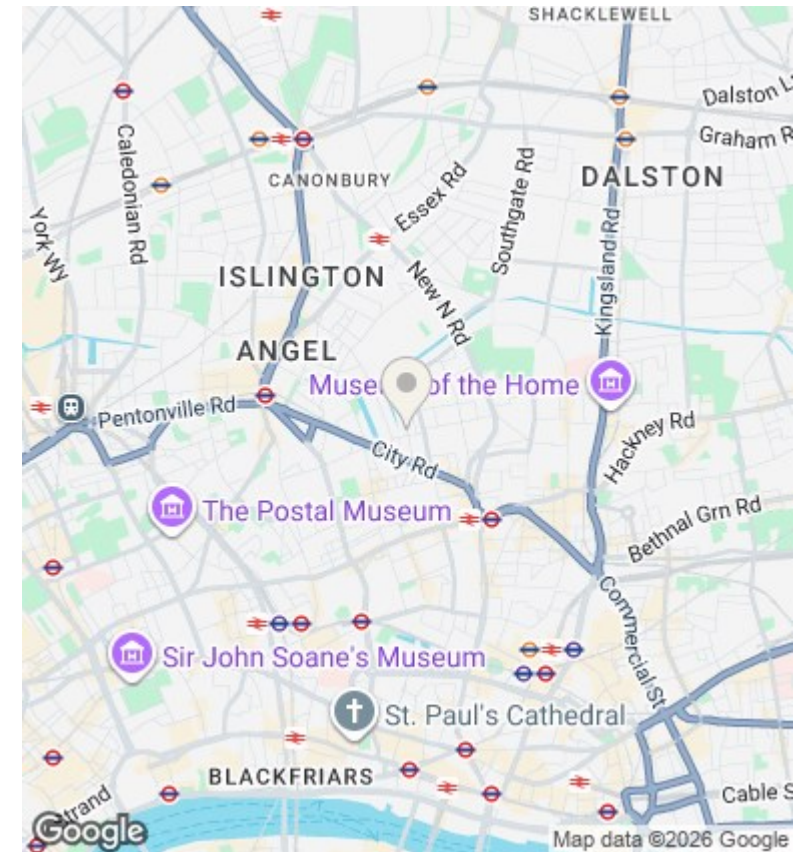 SHACKLEWELL
Dalston L
Graham R
Caledonian Rd
CANONBURY
Essex Rd
Southgate Rd
DALSTON
York Wy
ISLINGTON
New N Rd
Kingsland Rd
ANGEL
Museu of the Home
Pentonville Rd
City Rd
Hackney Rd
The Postal Museum
Bethnal Grn Rd
Commercial St
Sir John Soane's Museum
St. Paul's Cathedral
BLACKFRIARS
Cable S
Strand
Google
Map data ©2026 Google